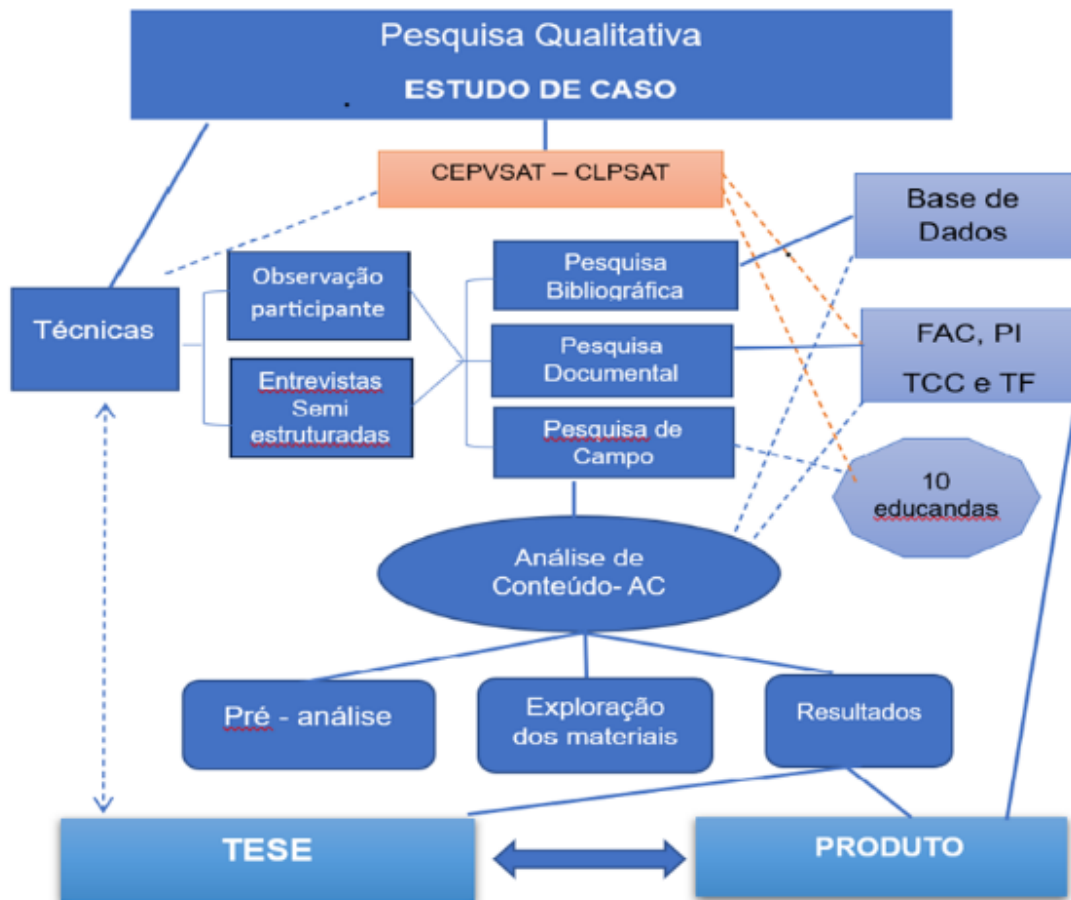 Pesquisa Qualitativa
ESTUDO DE CASO
CEPVSAT – CLPSAT
Base de
Dados
Técnicas
Observação
participante
Entrevistas
Semi
estruturadas
Pesquisa
Bibliográfica
Pesquisa
Documental
Pesquisa de
Campo
FAC, PI
TCC e TF
10
educandas
Análise de
Conteúdo- AC
Pré - análise
Exploração
dos materiais
Resultados
TESE
PRODUTO